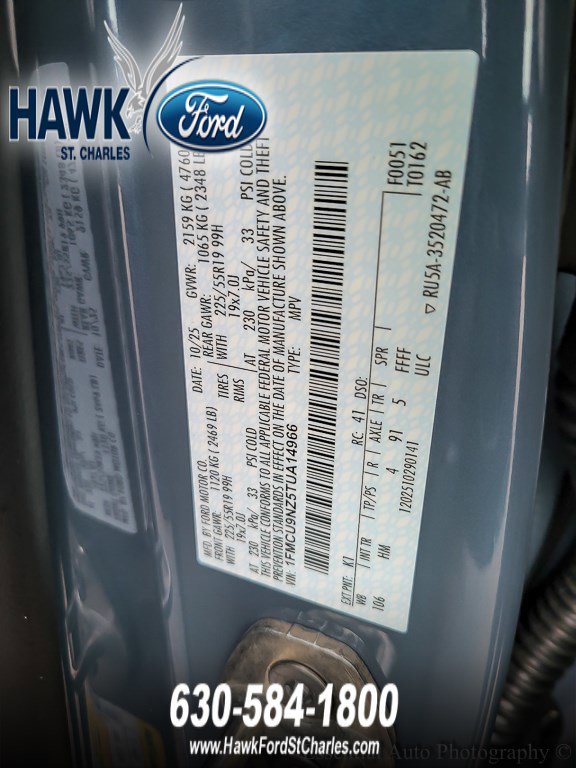 HAWK
ST. CHARLES
Ford
MFD. BY FORD MOTOR CO.
DATE: 10/25 GVWR: 2159 KG ( 4760
FRONT GAWR: 1120 KG ( 2469 LB) REAR GAWR: 1065 KG ( 2348 LB
WITH 225/55R19 99H TIRES WITH 225/55R19 99H
19x7.0J RIMS 19x7.0J
AT 230 kPa/ 33 PSI COLD AT 230 kPa/ 33 PSI COLD
THIS VEHICLE CONFORMS TO ALL APPLICABLE FEDERAL MOTOR VEHICLE SAFETY AND THEFT
PREVENTION STANDARDS IN EFFECT ON THE DATE OF MANUFACTURE SHOWN ABOVE.
VIN: 1FMCU9NZ5TUA14966 TYPE: MPV
F0051
T0162
EXT PNT: K1 RC: 41 DSO:
WB INT TR TP/PS R AXLE TR SPR
106 HM 4 91 5 FFFF
1202510290141 ULC
▽ RU5A-3520472-AB
630-584-1800
www.HawkFordStCharles.com
Auto Photography ©